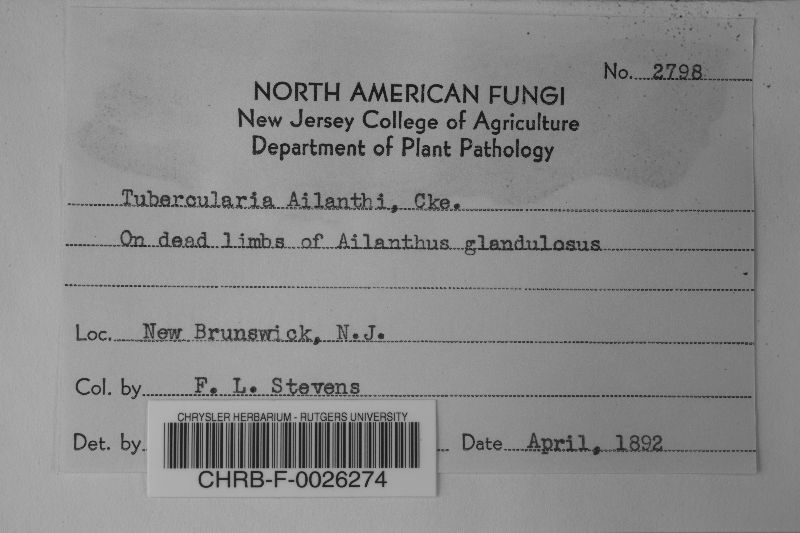 No. 2798
NORTH AMERICAN FUNGI
New Jersey College of Agriculture
Department of Plant Pathology
Tubercularia Ailanthi, Cke.
On dead limbs of Ailanthus glandulosus
Loc. New Brunswick, N.J.
Col. by F. L. Stevens
Det. by
Date April, 1892
CHRYSLER HERBARIUM - RUTGERS UNIVERSITY
CHRB-F-0026274